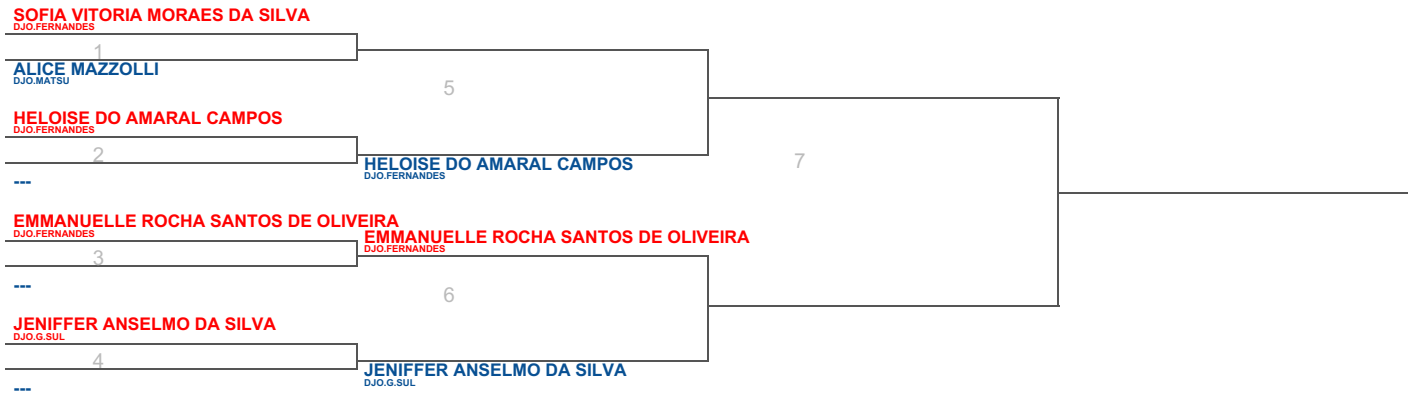 SOFIA VITORIA MORAES DA SILVA
DJO.FERNANDES
1
ALICE MAZZOLLI
DJO.MATSU
5
HELOISE DO AMARAL CAMPOS
DJO.FERNANDES
2
HELOISE DO AMARAL CAMPOS
DJO.FERNANDES
---
7
EMMANUELLE ROCHA SANTOS DE OLIVEIRA
DJO.FERNANDES
EMMANUELLE ROCHA SANTOS DE OLIVEIRA
DJO.FERNANDES
3
---
6
JENIFFER ANSELMO DA SILVA
DJO.G.SUL
4
JENIFFER ANSELMO DA SILVA
DJO.G.SUL
---